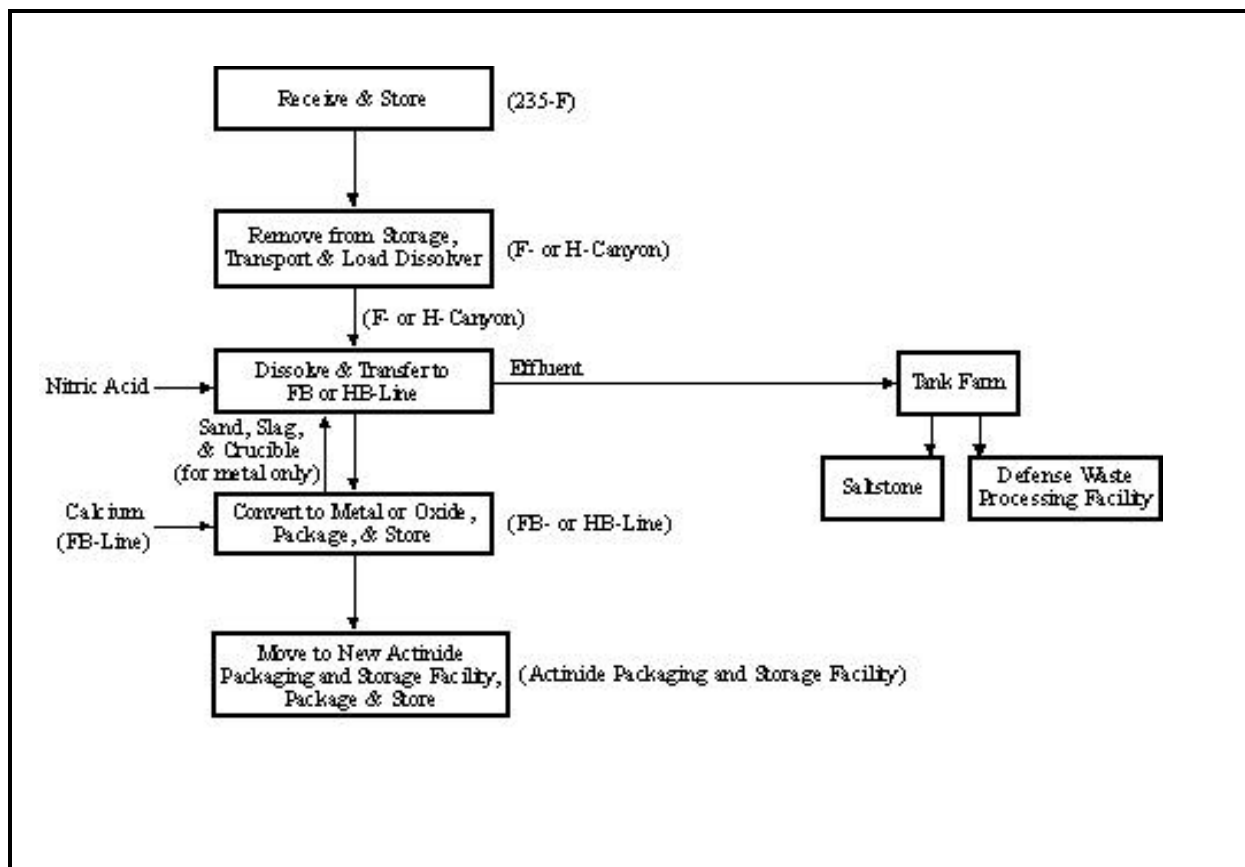 Receive & Store
(235-F)
Remove from Storage,
Transport & Load Dissolver
(F- or H-Canyon)
(F- or H-Canyon)
Nitric Acid
Dissolve & Transfer to
FB or HB-Line
Effluent
Tank Farm
Sand, Slag,
& Crucible
(for metal only)
Saltstone
Defense Waste
Processing Facility
Calcium
(FB-Line)
Convert to Metal or Oxide,
Package, & Store
(FB- or HB-Line)
Move to New Actinide
Packaging and Storage Facility,
Package & Store
(Actinide Packaging and Storage Facility)